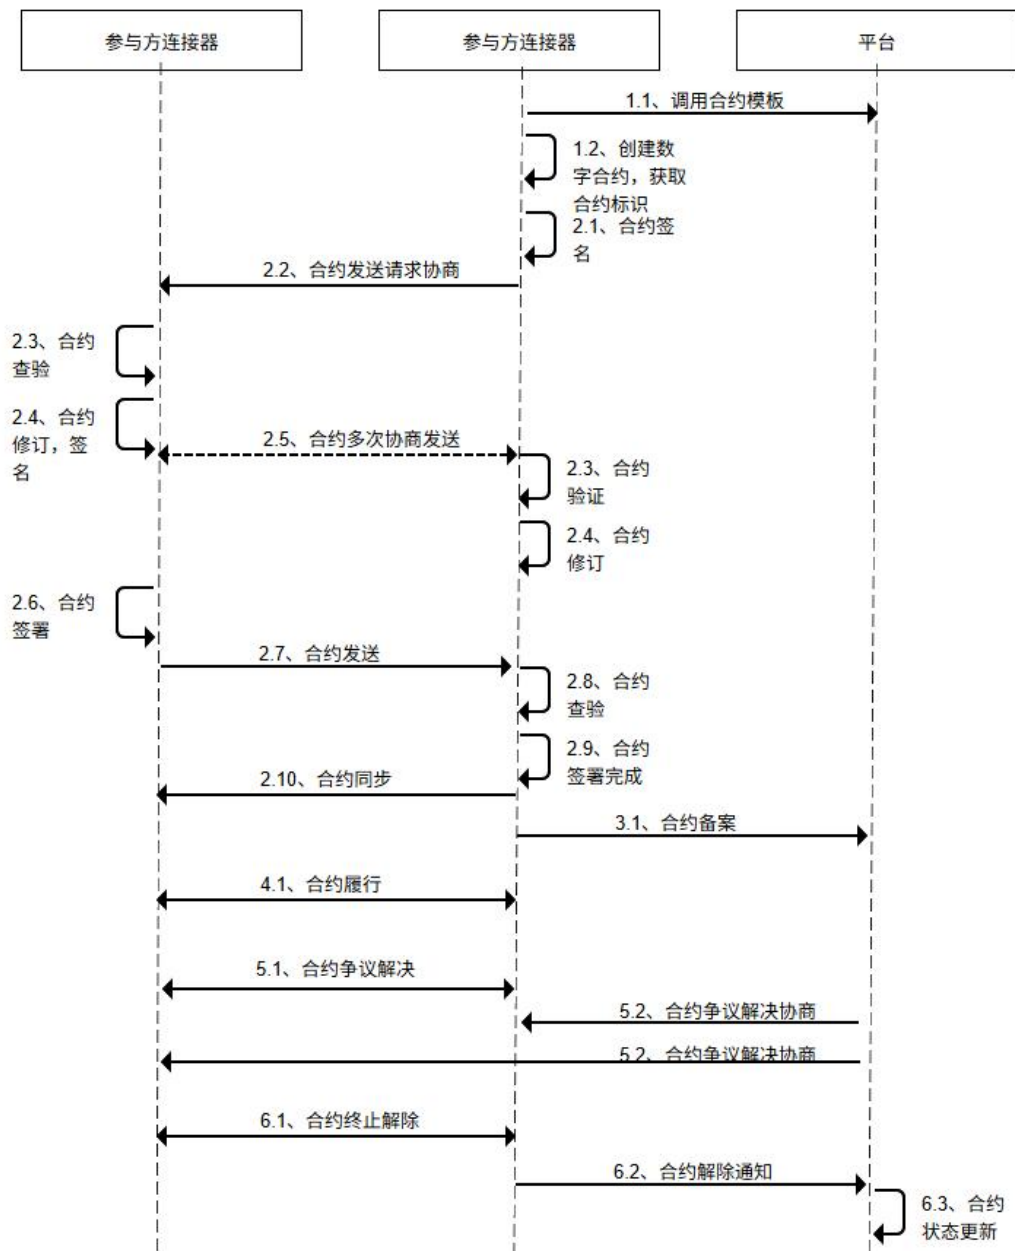 参与方连接器
参与方连接器
平台
1.1、调用合约模板
1.2、创建数
字合约，获取
合约标识
2.1、合约签
名
2.2、合约发送请求协商
2.3、合约
查验
2.4、合约
修订，签
名
2.5、合约多次协商发送
2.3、合约
验证
2.4、合约
修订
2.6、合约
签署
2.7、合约发送
2.8、合约
查验
2.9、合约
签署完成
2.10、合约同步
3.1、合约备案
4.1、合约履行
5.1、合约争议解决
5.2、合约争议解决协商
5.2、合约争议解决协商
6.1、合约终止解除
6.2、合约解除通知
6.3、合约
状态更新